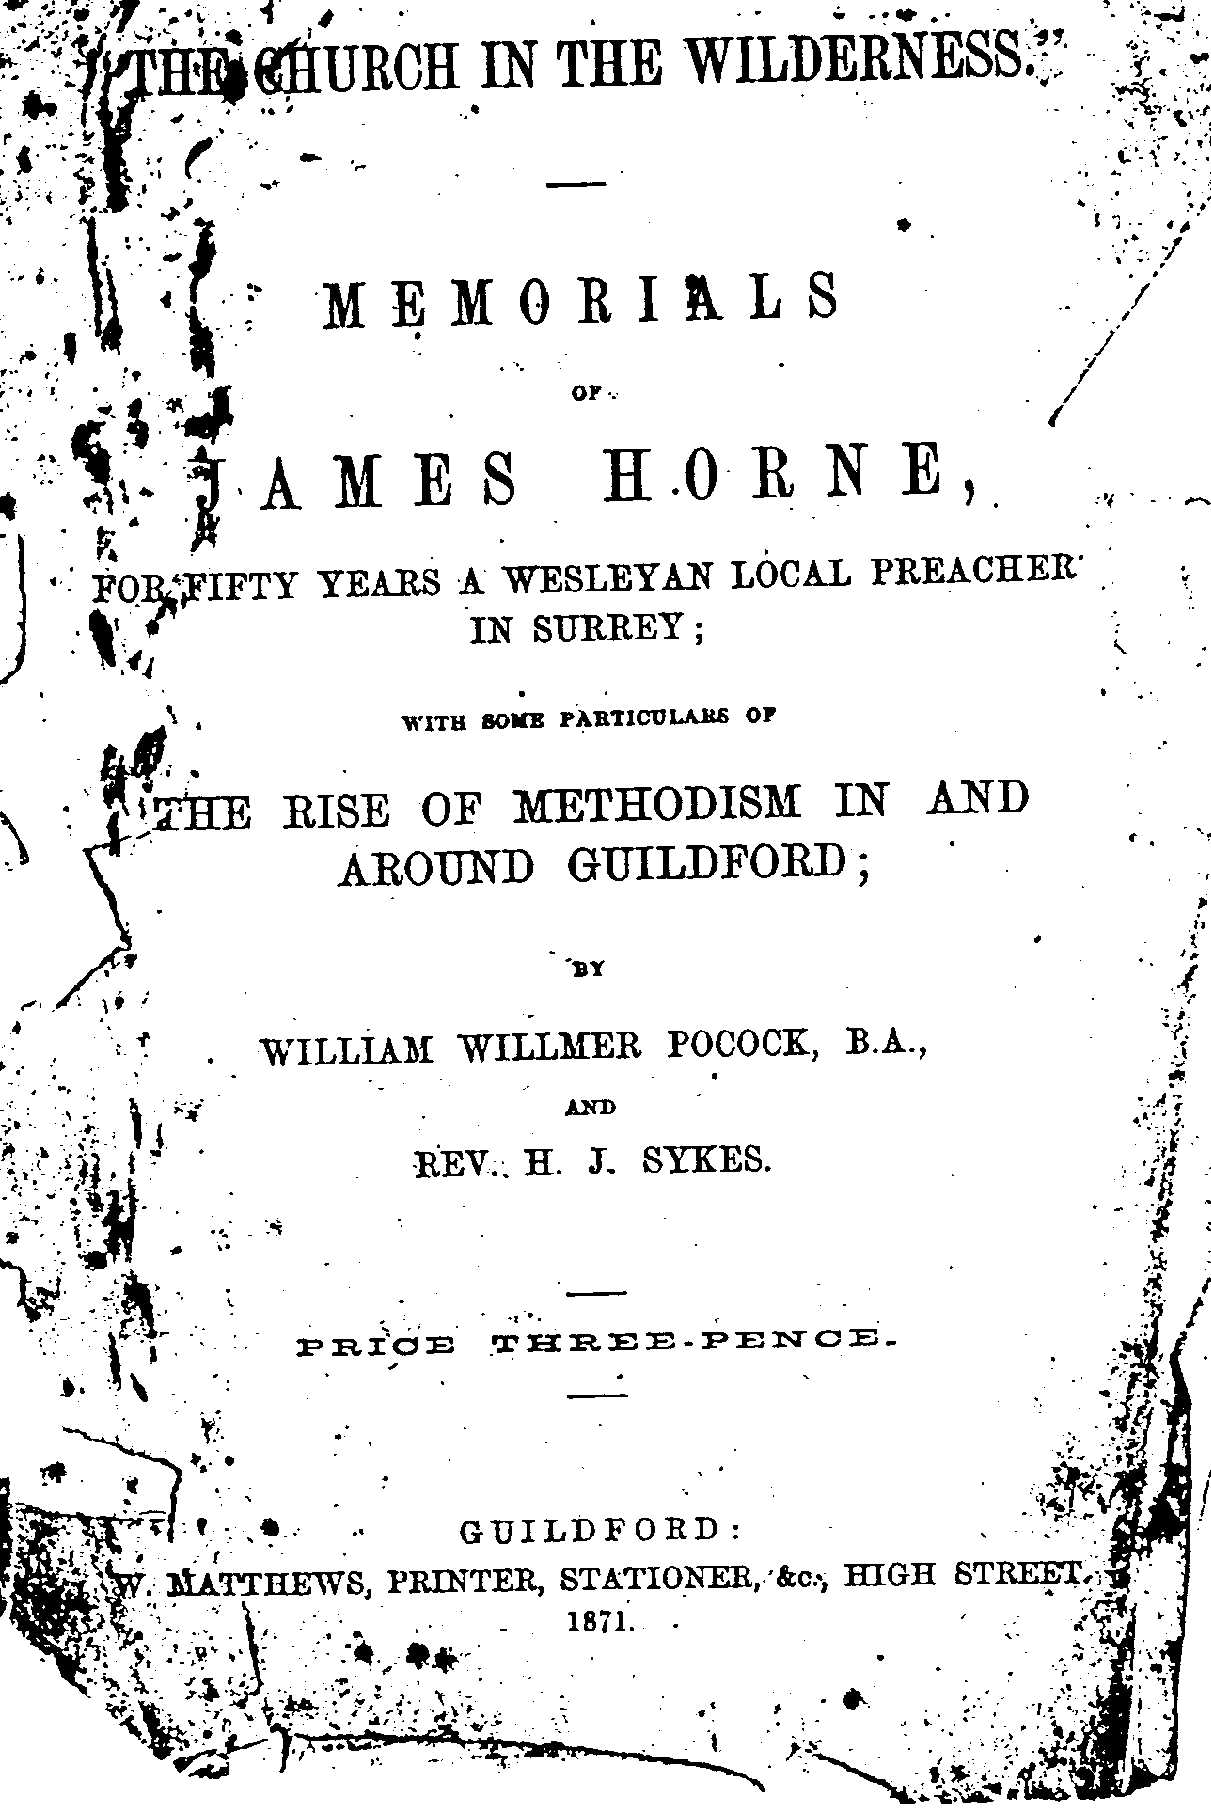 "THE CHURCH IN THE WILDERNESS."
MEMORIALS
OF
JAMES HORNE,
FOR FIFTY YEARS A WESLEYAN LOCAL PREACHER
IN SURREY;
WITH SOME PARTICULARS OF
THE RISE OF METHODISM IN AND
AROUND GUILDFORD;
BY
WILLIAM WILLMER POCOCK, B.A.,
AND
REV. H. J. SYKES.
PRICE THREE-PENCE.
GUILDFORD:
W. MATTHEWS, PRINTER, STATIONER, &c., HIGH STREET.
1871.